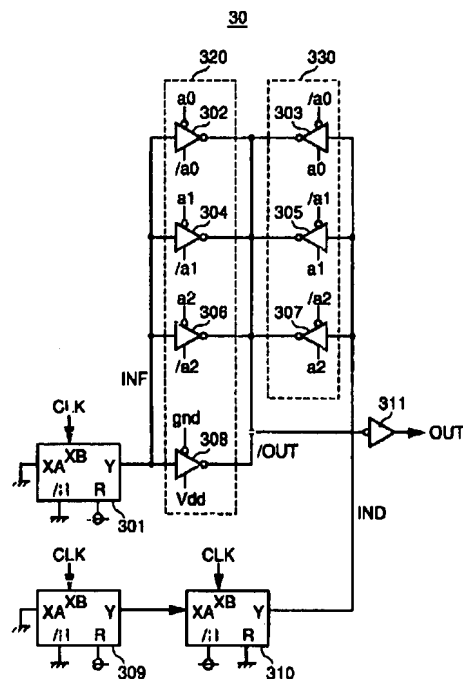 30
320
330
a0
302
/a0
/a0
303
a0
a1
304
/a1
/a1
305
a1
a2
306
/a2
/a2
307
a2
INF
gnd
308
Vdd
/OUT
311
OUT
IND
CLK
XA
XB
Y
R
301
CLK
XA
XB
Y
R
309
CLK
XA
XB
Y
R
310